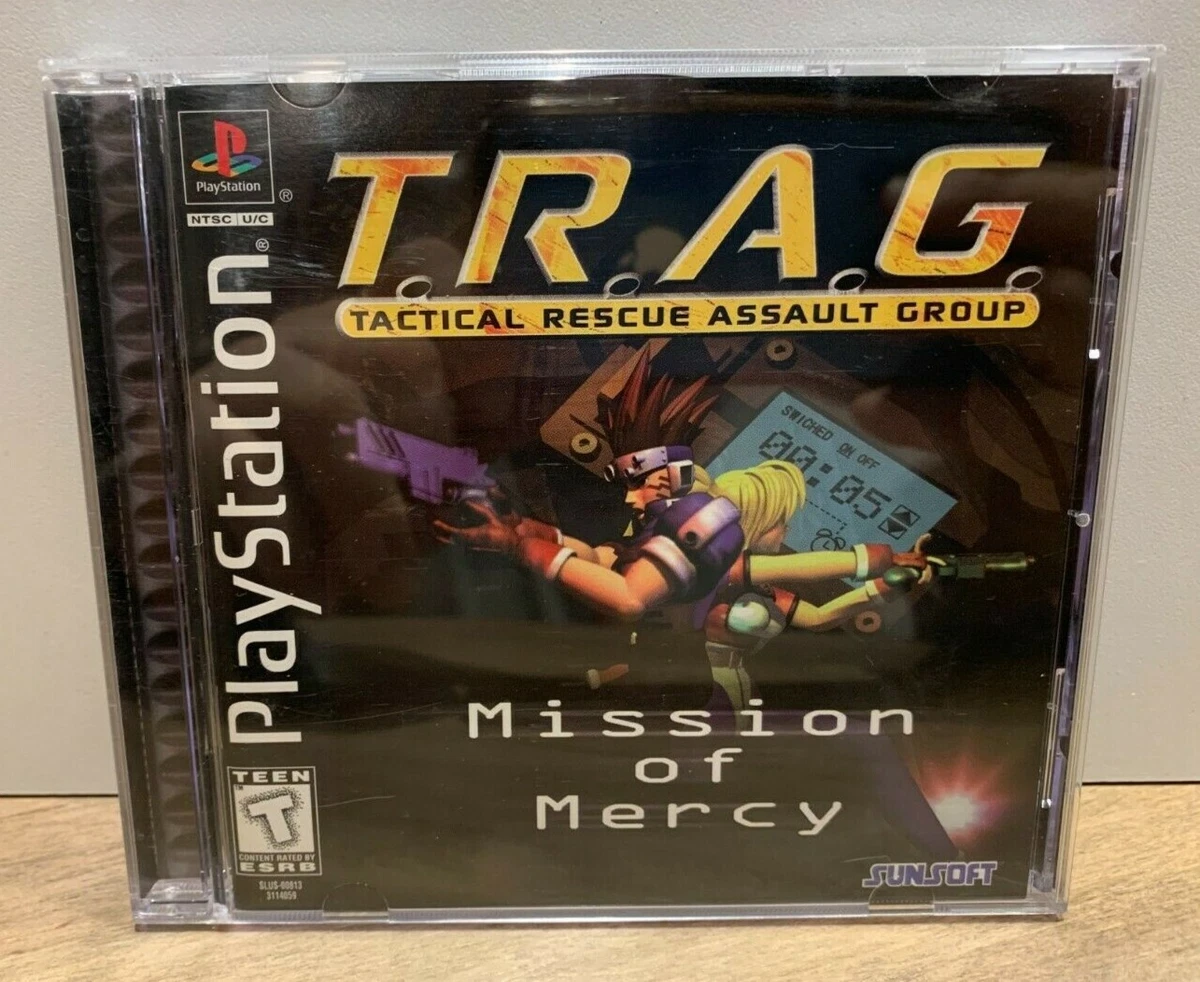 PlayStation
®
NTSC U/C
PlayStation®
T.R.A.G.
TACTICAL RESCUE ASSAULT GROUP
SWICHED ON OFF
00:05
Mission
of
Mercy
TEEN
T
CONTENT RATED BY
ESRB
SLUS-00813
3114059
SUNSOFT